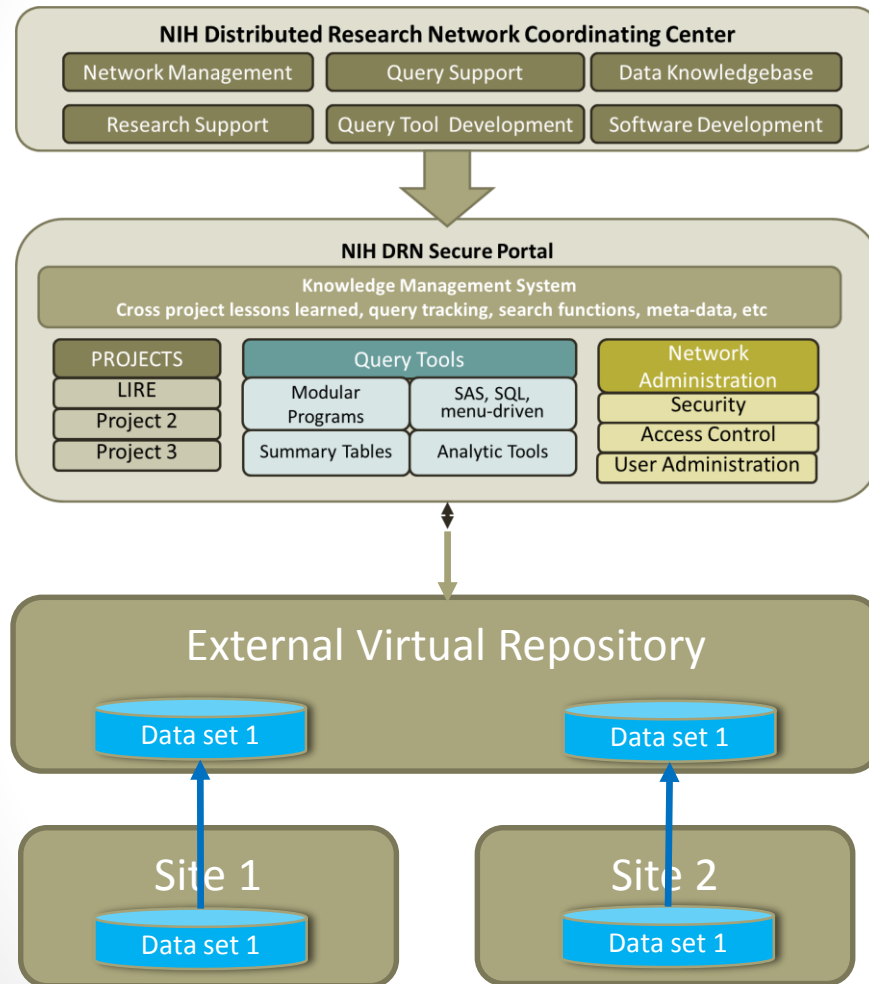 NIH Distributed Research Network Coordinating Center
Network Management
Query Support
Data Knowledgebase
Research Support
Query Tool Development
Software Development
NIH DRN Secure Portal
Knowledge Management System
Cross project lessons learned, query tracking, search functions, meta-data, etc
PROJECTS
LIRE
Project 2
Project 3
Query Tools
Modular
Programs
SAS, SQL,
menu-driven
Summary Tables
Analytic Tools
Network
Administration
Security
Access Control
User Administration
External Virtual Repository
Data set 1
Data set 1
Site 1
Data set 1
Site 2
Data set 1